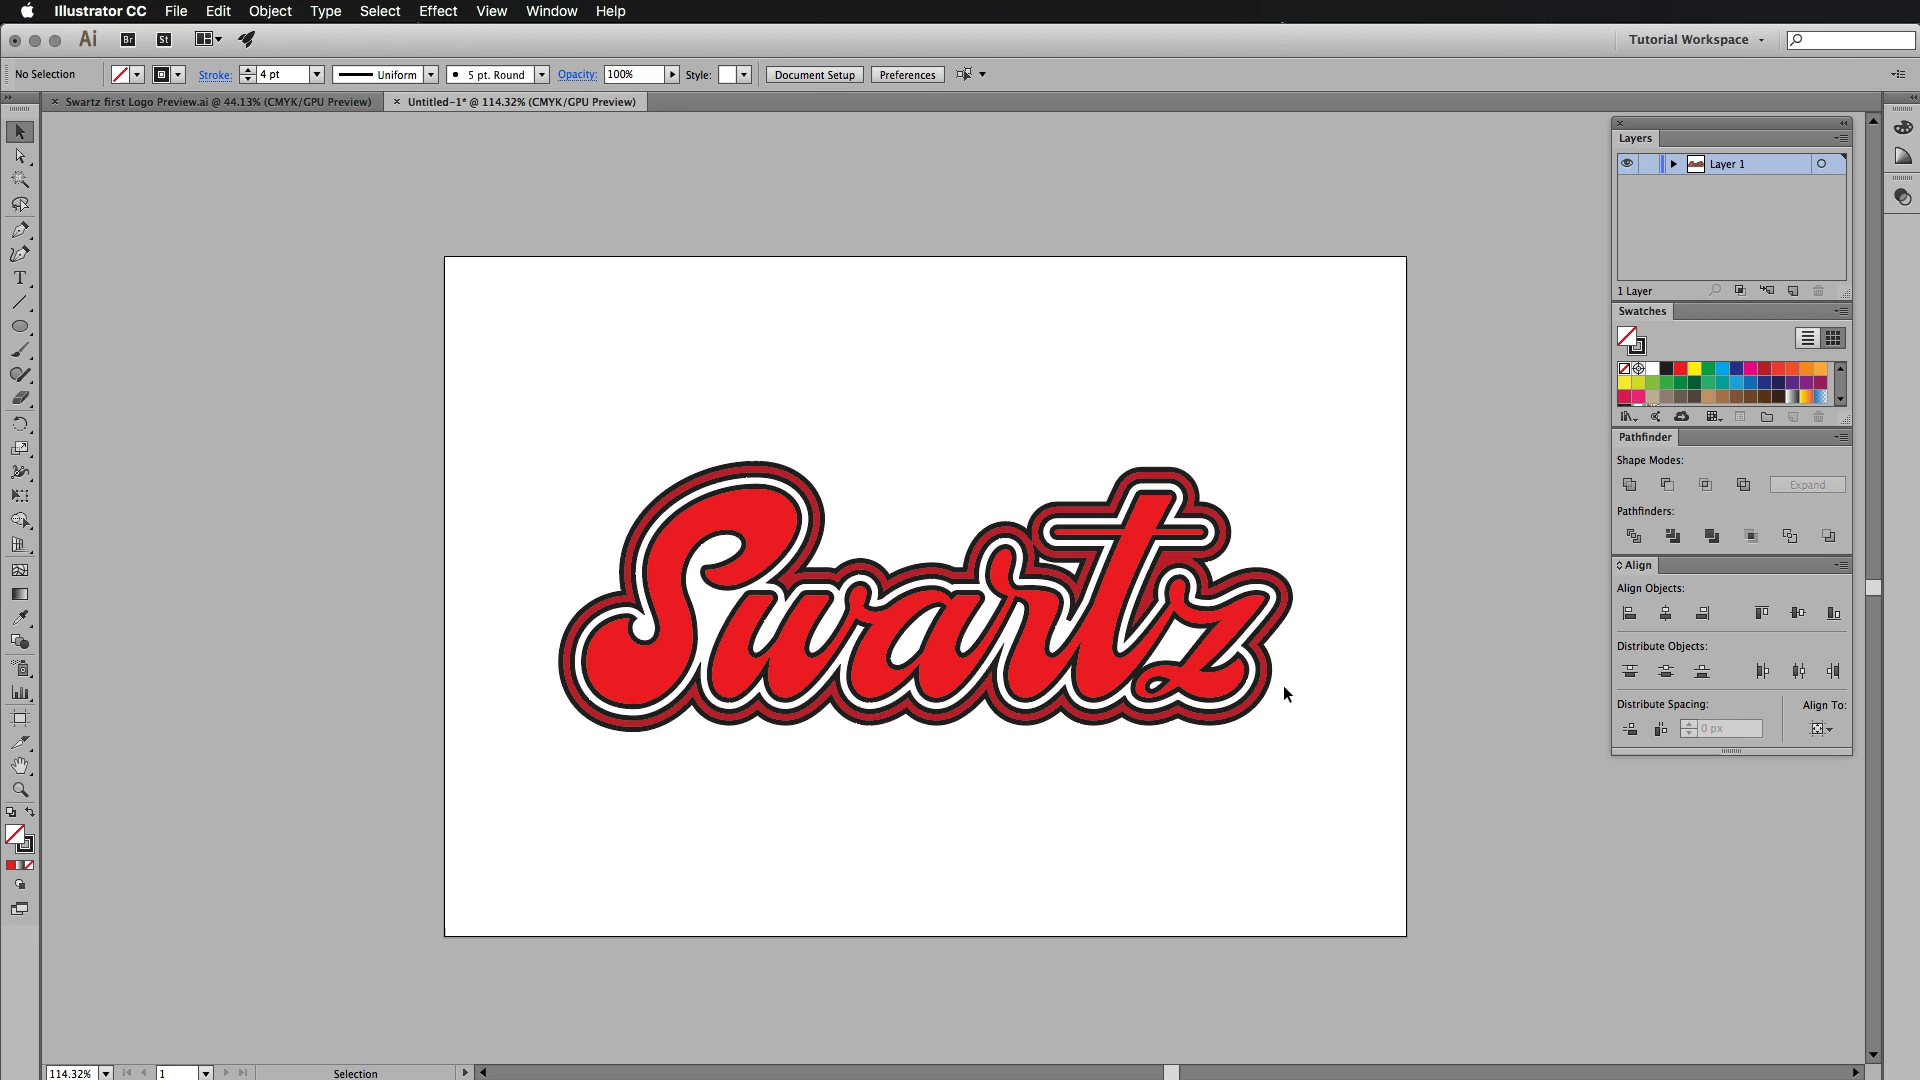 Illustrator CC File Edit Object Type Select Effect View Window Help
Ai Br St Tutorial Workspace
No Selection Stroke: 4 pt Uniform 5 pt. Round Opacity: 100% Style: Document Setup Preferences
Swartz first Logo Preview.ai @ 44.13% (CMYK/GPU Preview) Untitled-1* @ 114.32% (CMYK/GPU Preview)
Layers
Layer 1
1 Layer
Swatches
Pathfinder
Shape Modes:
Expand
Pathfinders:
Align
Align Objects:
Distribute Objects:
Distribute Spacing: Align To:
0 px
Swartz
114.32% 1 Selection